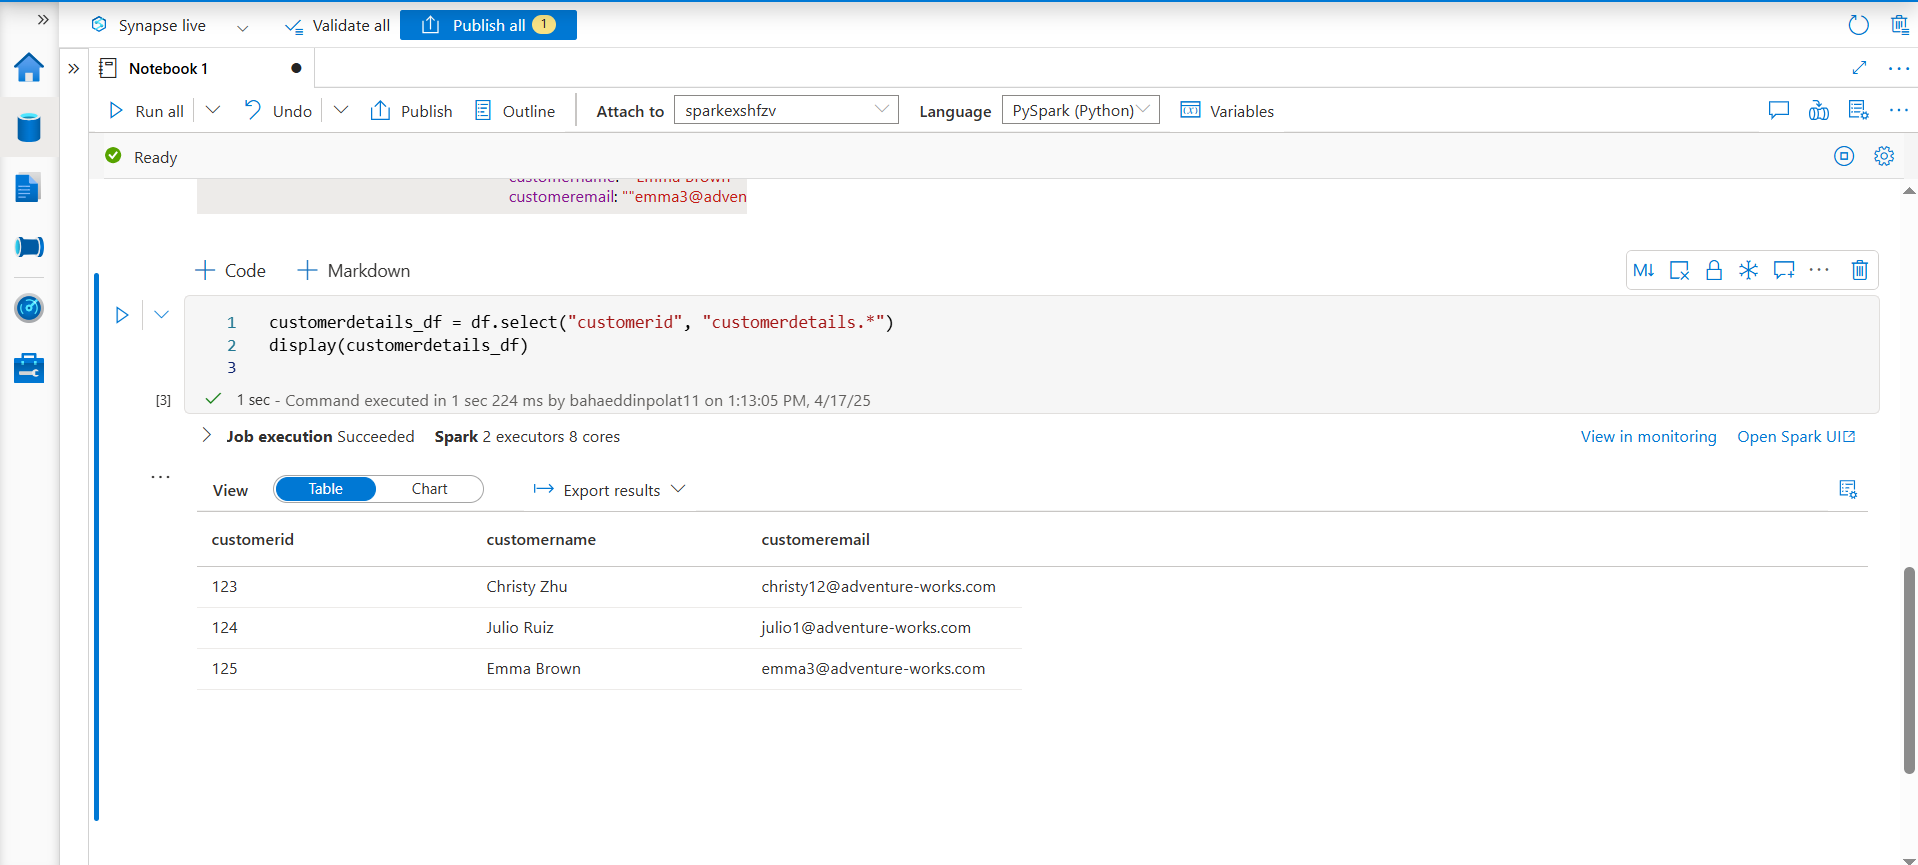 Synapse live
Validate all
Publish all 1
Notebook 1
Run all
Undo
Publish
Outline
Attach to sparkexshfzv
Language PySpark (Python)
Variables
Ready
customername: "Emma Brown"
customeremail: ""emma3@adven
Code
Markdown
M↓
1 customerdetails_df = df.select("customerid", "customerdetails.*")
2 display(customerdetails_df)
3
[3] 1 sec - Command executed in 1 sec 224 ms by bahaeddinpolat11 on 1:13:05 PM, 4/17/25
Job execution Succeeded Spark 2 executors 8 cores View in monitoring Open Spark UI
View Table Chart Export results
customerid customername customeremail
123 Christy Zhu christy12@adventure-works.com
124 Julio Ruiz julio1@adventure-works.com
125 Emma Brown emma3@adventure-works.com